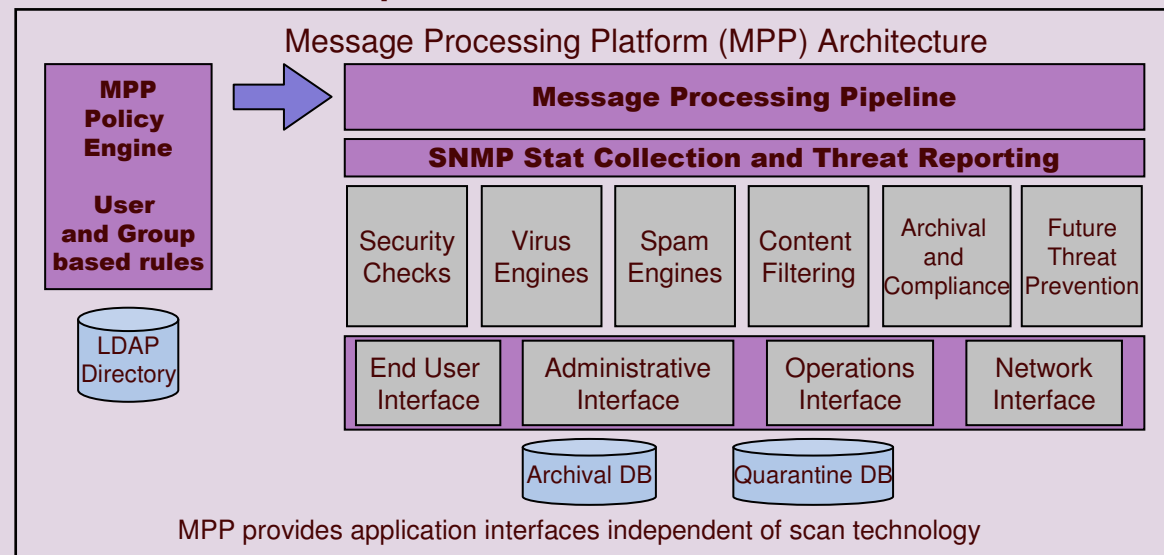 Message Processing Platform (MPP) Architecture
MPP
Policy
Engine
User
and Group
based rules
LDAP
Directory
Message Processing Pipeline
SNMP Stat Collection and Threat Reporting
Security
Checks
Virus
Engines
Spam
Engines
Content
Filtering
Archival
and
Compliance
Future
Threat
Prevention
End User
Interface
Administrative
Interface
Operations
Interface
Network
Interface
Archival DB
Quarantine DB
MPP provides application interfaces independent of scan technology